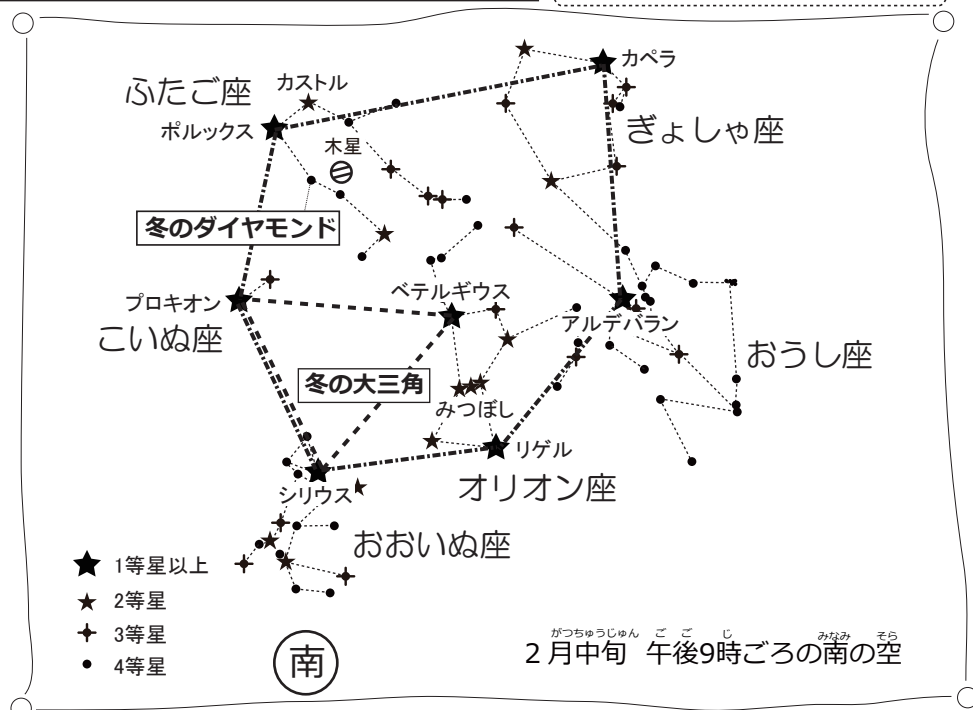 カペラ
カストル
ふたご座
ポルックス
ぎょしゃ座
木星
冬のダイヤモンド
ベテルギウス
プロキオン
アルデバラン
こいぬ座
おうし座
冬の大三角
みつぼし
リゲル
オリオン座
シリウス
おおいぬ座
1等星以上
2等星
3等星
4等星
南
がつちゅうじゅん ごご じ みなみ そら
2月中旬 午後9時ごろの南の空